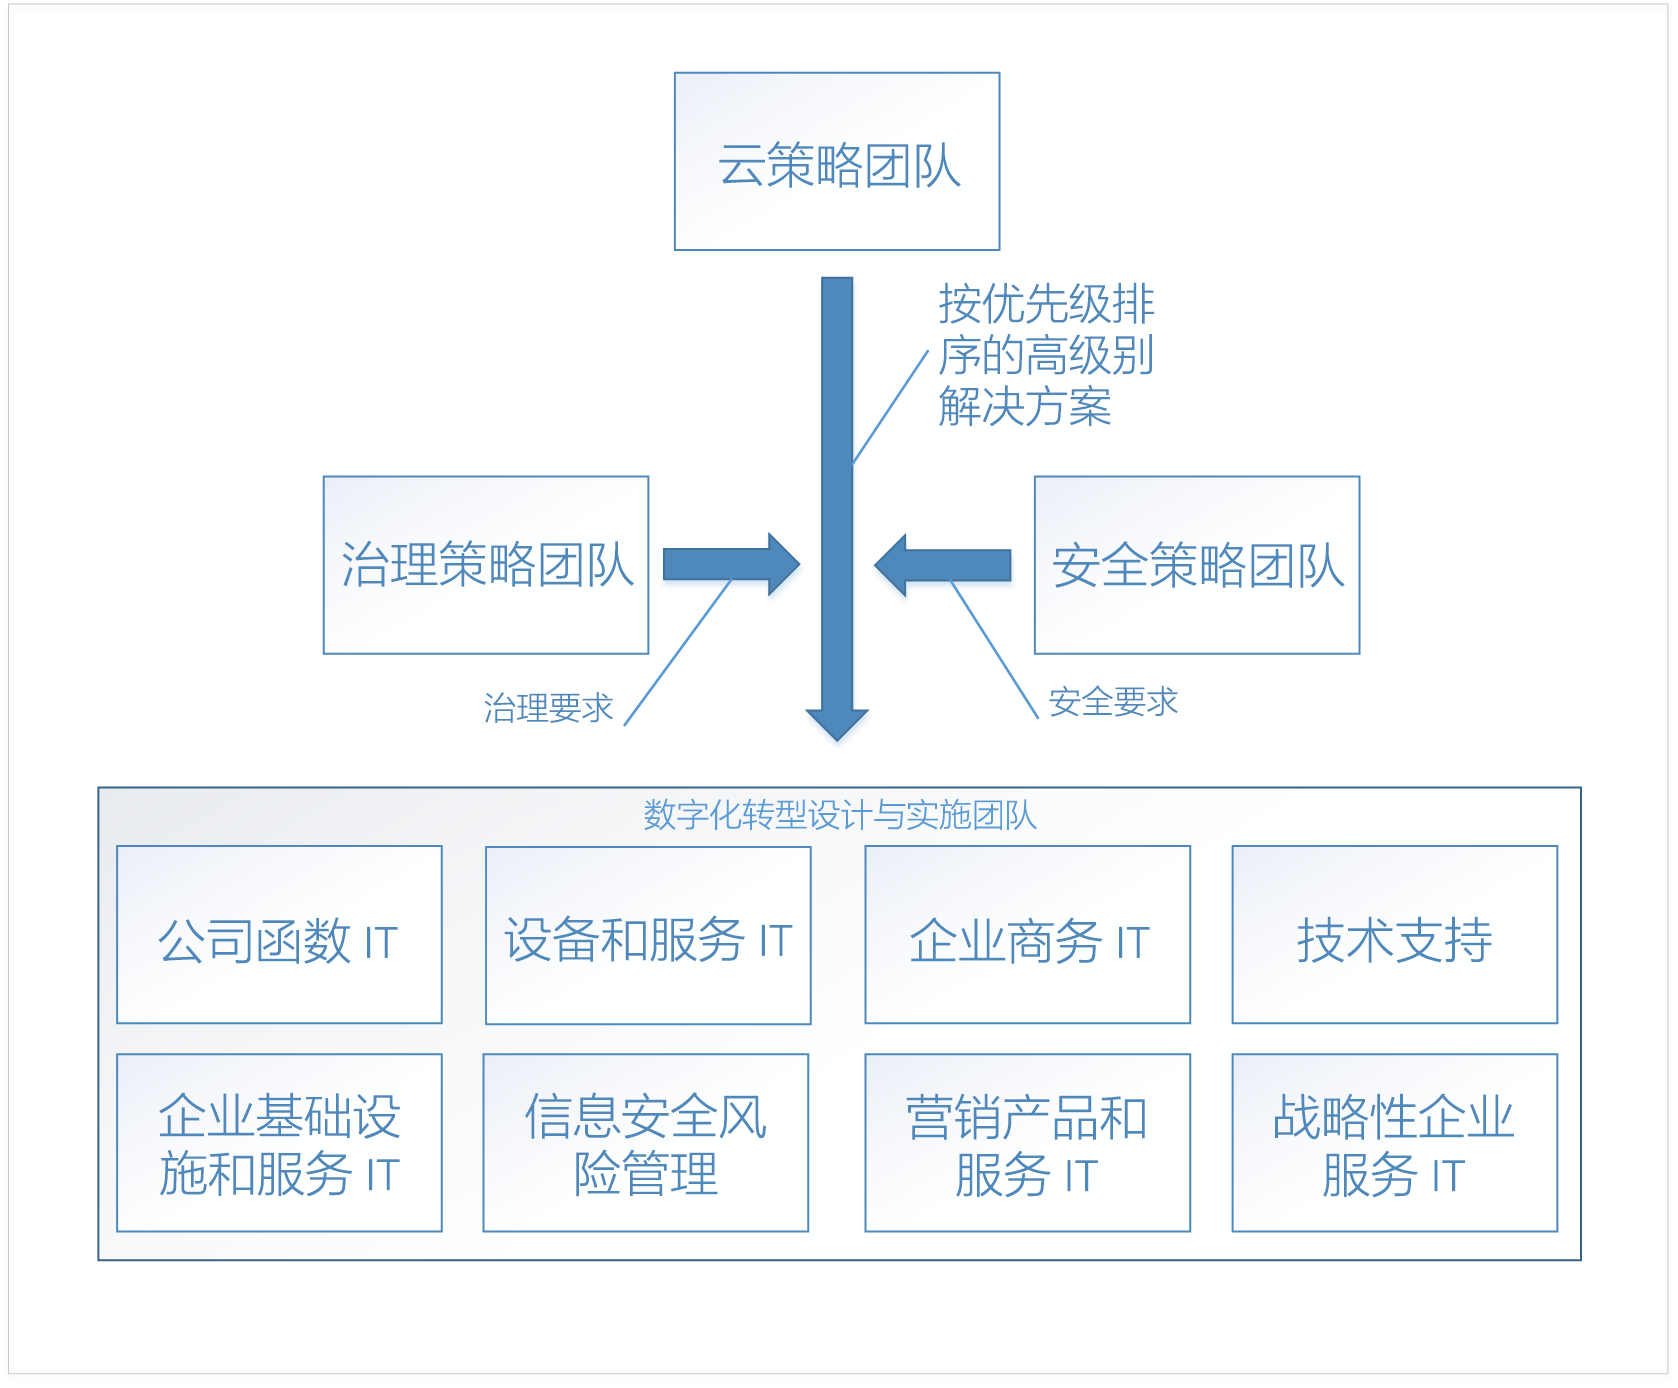 云策略团队
按优先级排
序的高级别
解决方案
治理策略团队
安全策略团队
治理要求
安全要求
数字化转型设计与实施团队
公司函数 IT
设备和服务 IT
企业商务 IT
技术支持
企业基础设
施和服务 IT
信息安全风
险管理
营销产品和
服务 IT
战略性企业
服务 IT